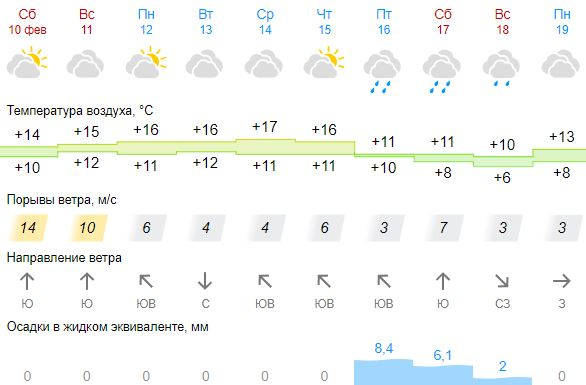 Сб Вс Пн Вт Ср Чт Пт Сб Вс Пн
10 фев 11 12 13 14 15 16 17 18 19
Температура воздуха, °C
+14 +15 +16 +16 +17 +16 +11 +11 +10 +13
+10 +12 +11 +12 +11 +11 +10 +8 +6 +8
Порывы ветра, м/с
14 10 6 4 4 6 3 7 3 3
Направление ветра
Ю Ю ЮВ С ЮВ ЮВ ЮВ Ю СЗ З
Осадки в жидком эквиваленте, мм
0 0 0 0 0 0 8,4 6,1 2 0